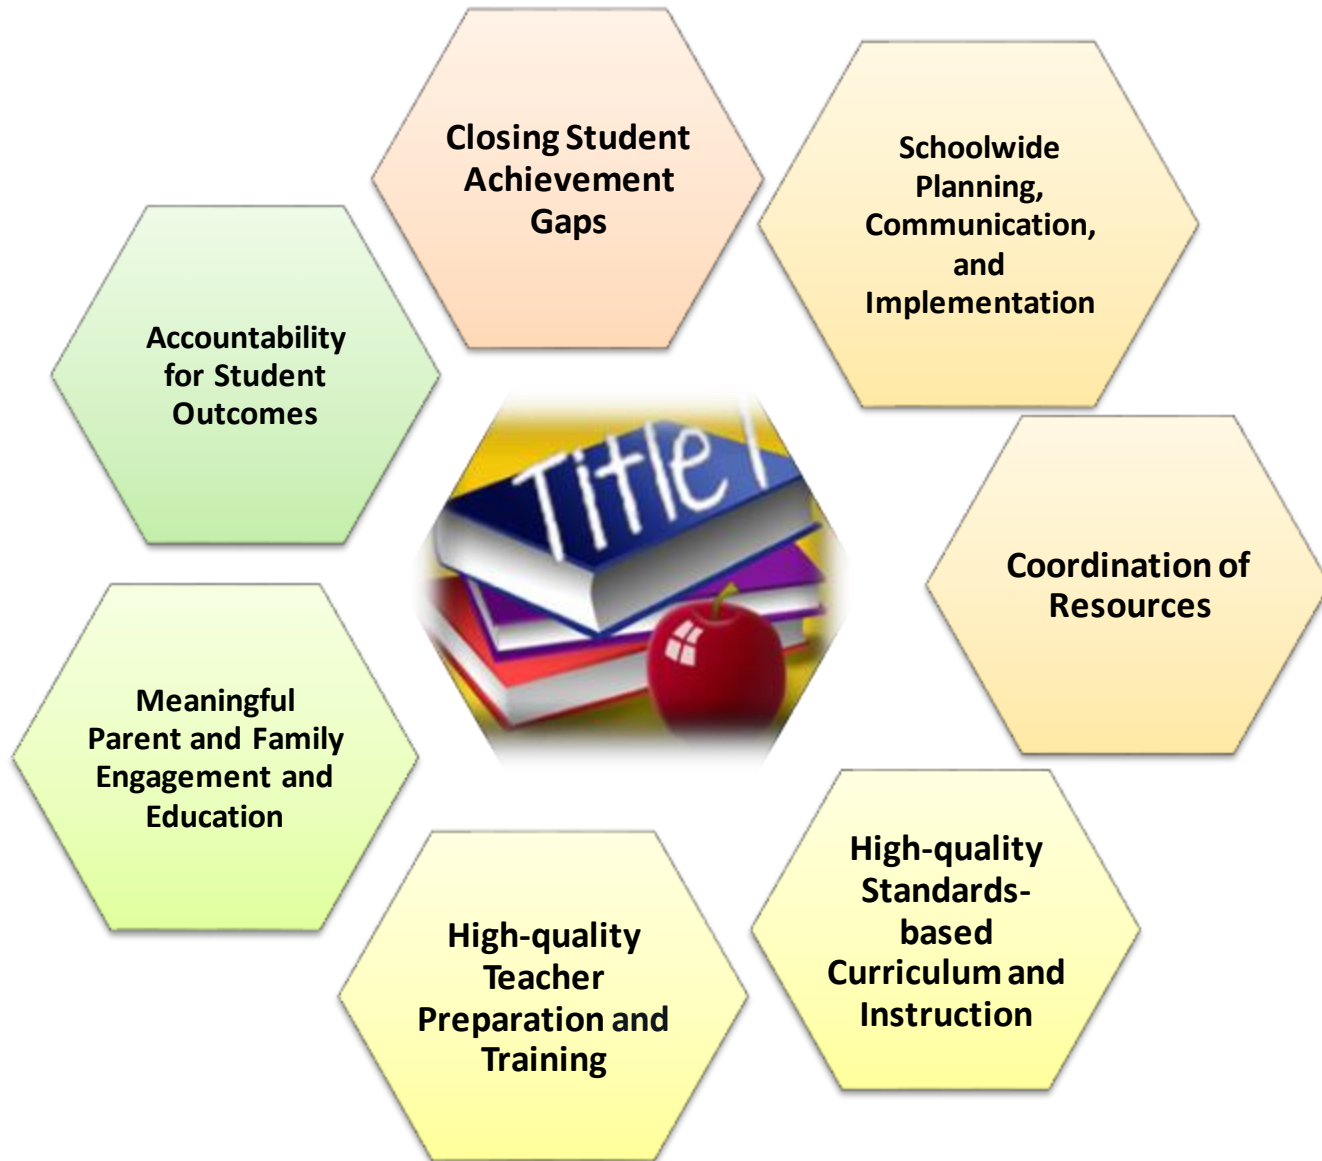 Closing Student
Achievement
Gaps
Schoolwide
Planning,
Communication,
and
Implementation
Accountability
for Student
Outcomes
Title I
Coordination of
Resources
Meaningful
Parent and Family
Engagement and
Education
High-quality
Standards-
based
Curriculum and
Instruction
High-quality
Teacher
Preparation and
Training